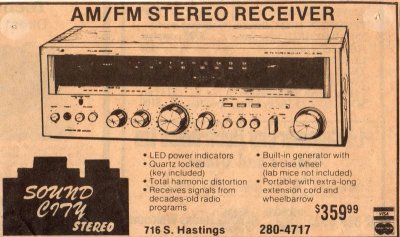 AM/FM STEREO RECEIVER
• LED power indicators
• Quartz locked
(key included)
• Total harmonic distortion
• Receives signals from
decades-old radio
programs
• Built-in generator with
exercise wheel
(lab mice not included)
• Portable with extra-long
extension cord and
wheelbarrow
$359⁹⁹
SOUND
CITY
STEREO
716 S. Hastings
280-4717
VISA